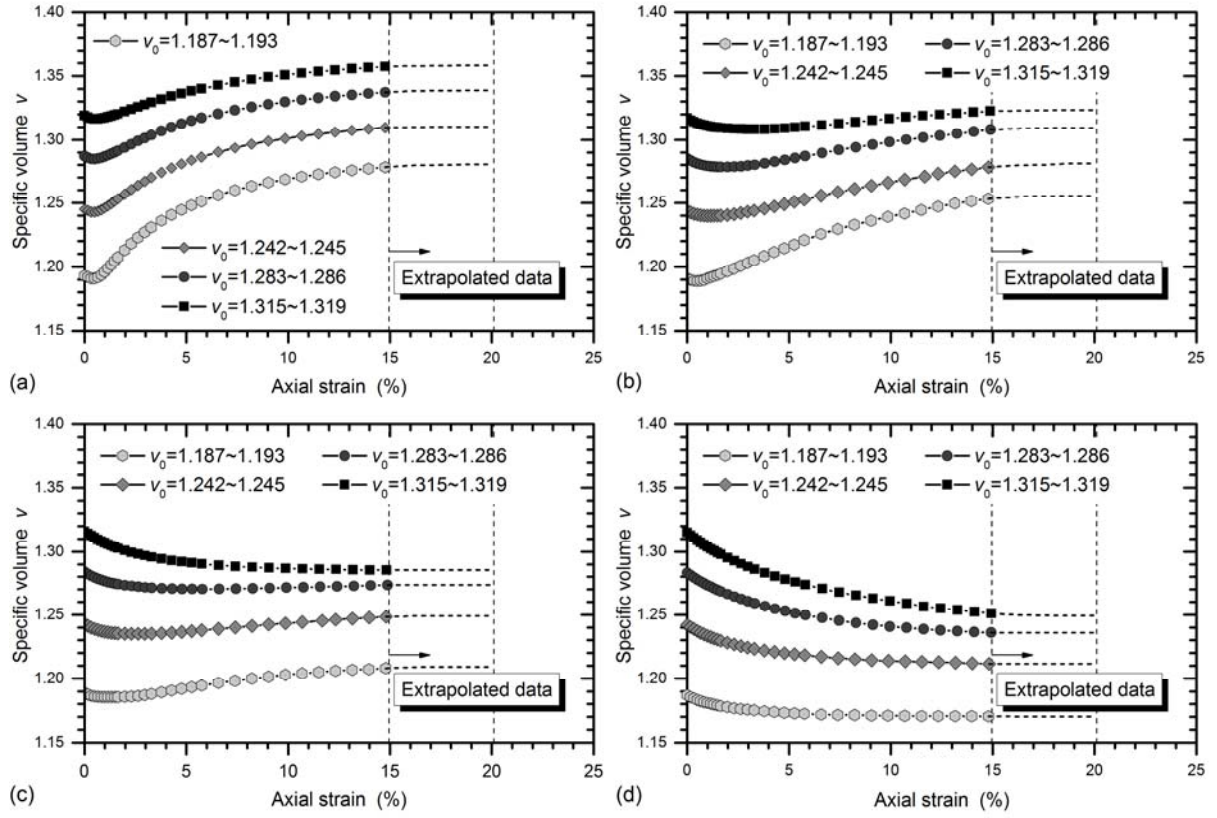 1.40
1.35
1.30
1.25
1.20
1.15
Specific volume v
v0=1.187~1.193
v0=1.242~1.245
v0=1.283~1.286
v0=1.315~1.319
Extrapolated data
0 5 10 15 20 25
Axial strain (%)
(a)
1.40
1.35
1.30
1.25
1.20
1.15
Specific volume v
v0=1.187~1.193 v0=1.283~1.286
v0=1.242~1.245 v0=1.315~1.319
Extrapolated data
0 5 10 15 20 25
Axial strain (%)
(b)
1.40
1.35
1.30
1.25
1.20
1.15
Specific volume v
v0=1.187~1.193 v0=1.283~1.286
v0=1.242~1.245 v0=1.315~1.319
Extrapolated data
0 5 10 15 20 25
Axial strain (%)
(c)
1.40
1.35
1.30
1.25
1.20
1.15
Specific volume v
v0=1.187~1.193 v0=1.283~1.286
v0=1.242~1.245 v0=1.315~1.319
Extrapolated data
0 5 10 15 20 25
Axial strain (%)
(d)